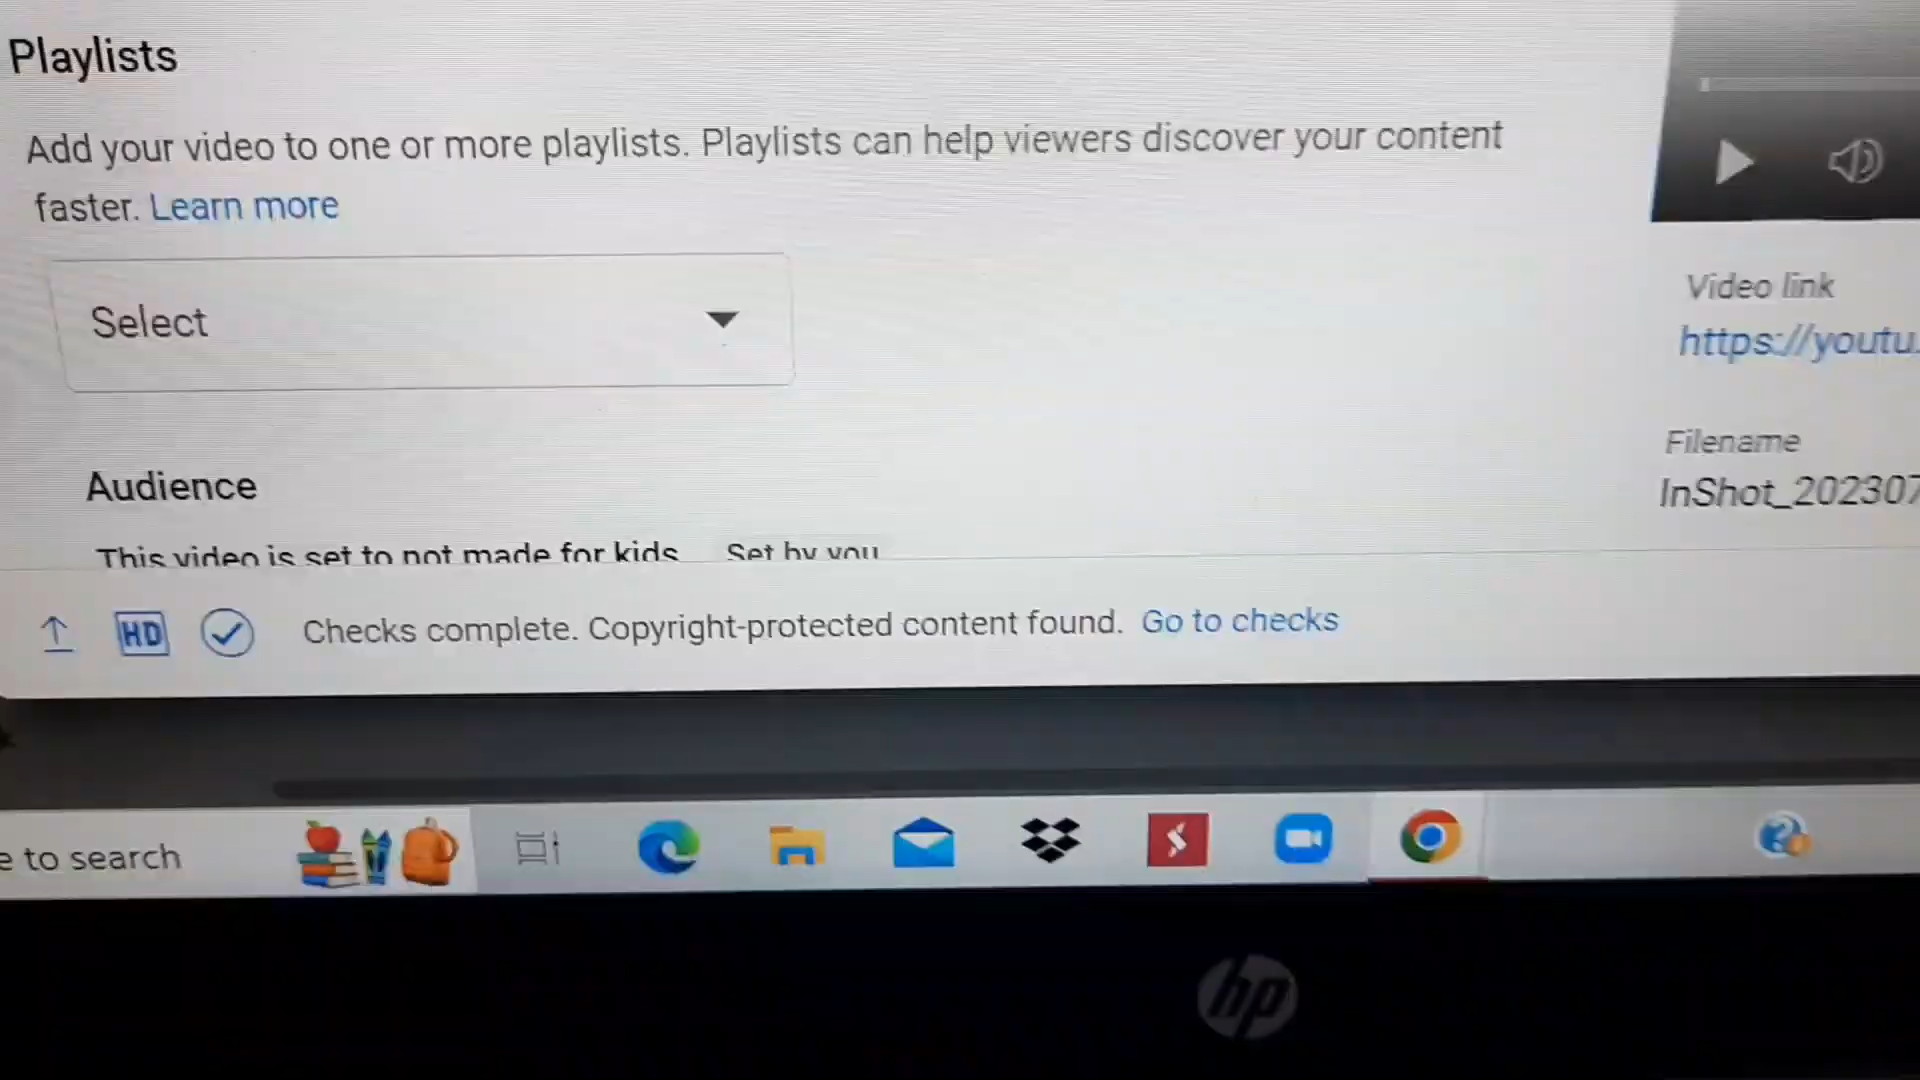 Playlists
Add your video to one or more playlists. Playlists can help viewers discover your content
faster. Learn more
Select
Video link
https://youtu.
Filename
InShot_202307
Audience
This video is set to not made for kids Set by you
HD Checks complete. Copyright-protected content found. Go to checks
e to search
hp